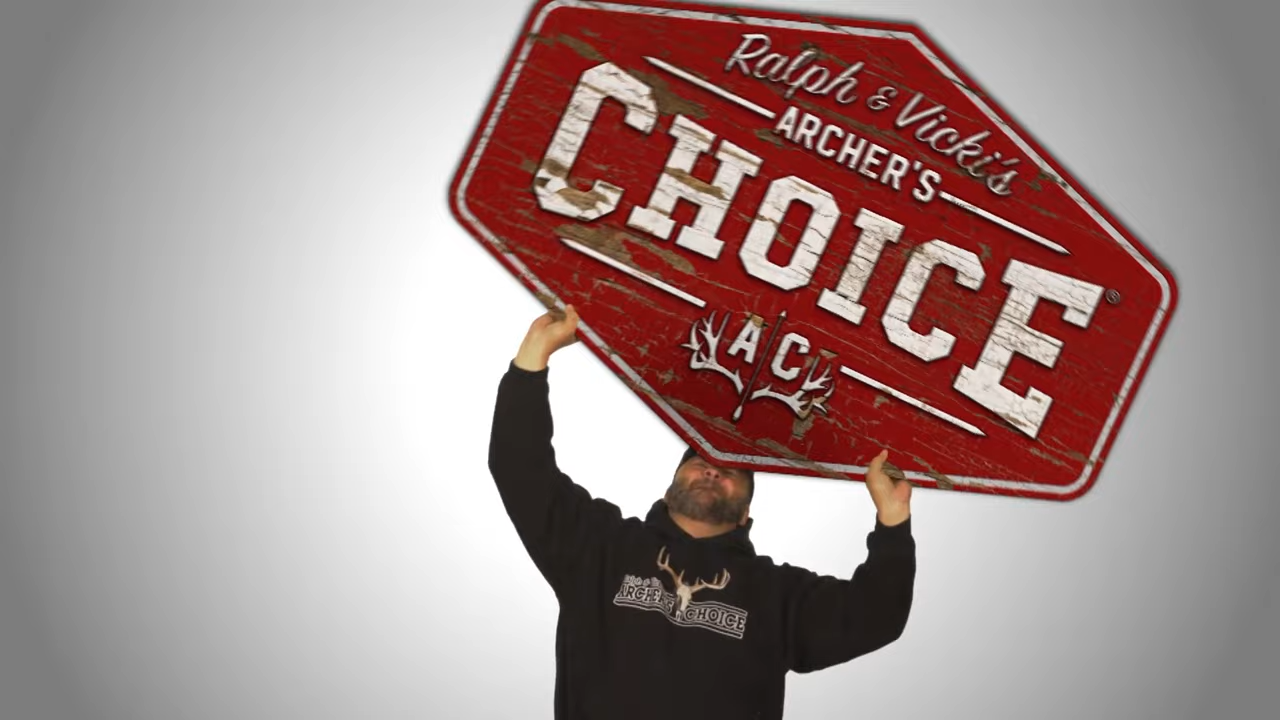 Ralph & Vicki's
ARCHER'S
CHOICE®
A C
ARCHER'S CHOICE